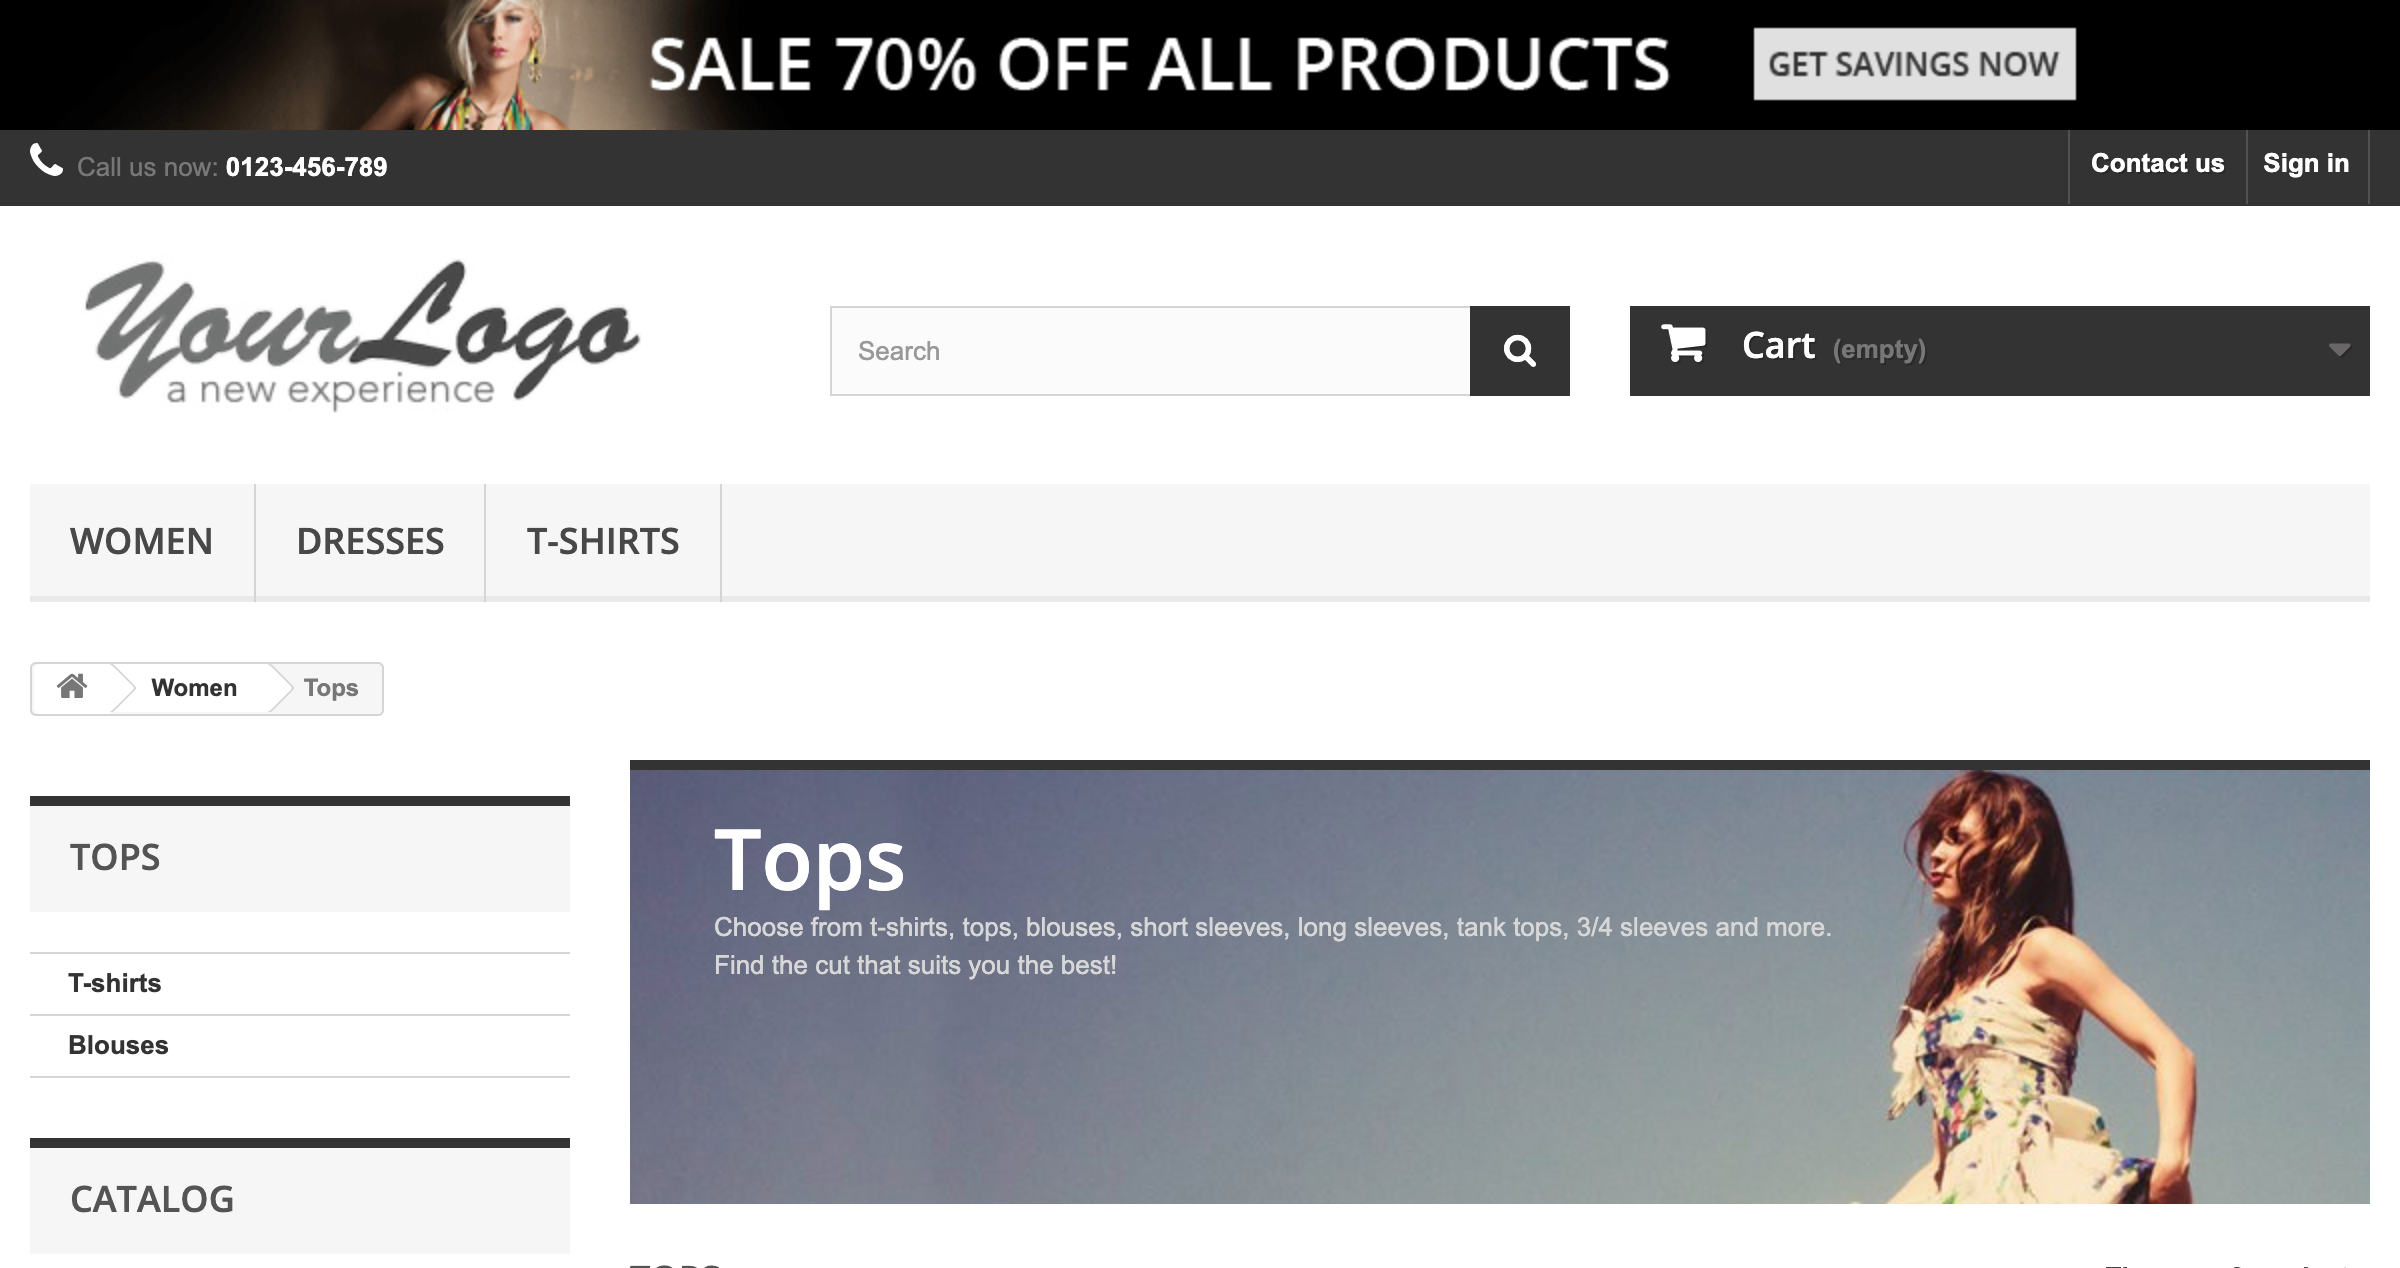 SALE 70% OFF ALL PRODUCTS
GET SAVINGS NOW
Call us now: 0123-456-789
Contact us
Sign in
YourLogo
a new experience
Search
Cart (empty)
WOMEN
DRESSES
T-SHIRTS
Women
Tops
TOPS
T-shirts
Blouses
CATALOG
Tops
Choose from t-shirts, tops, blouses, short sleeves, long sleeves, tank tops, 3/4 sleeves and more.
Find the cut that suits you the best!